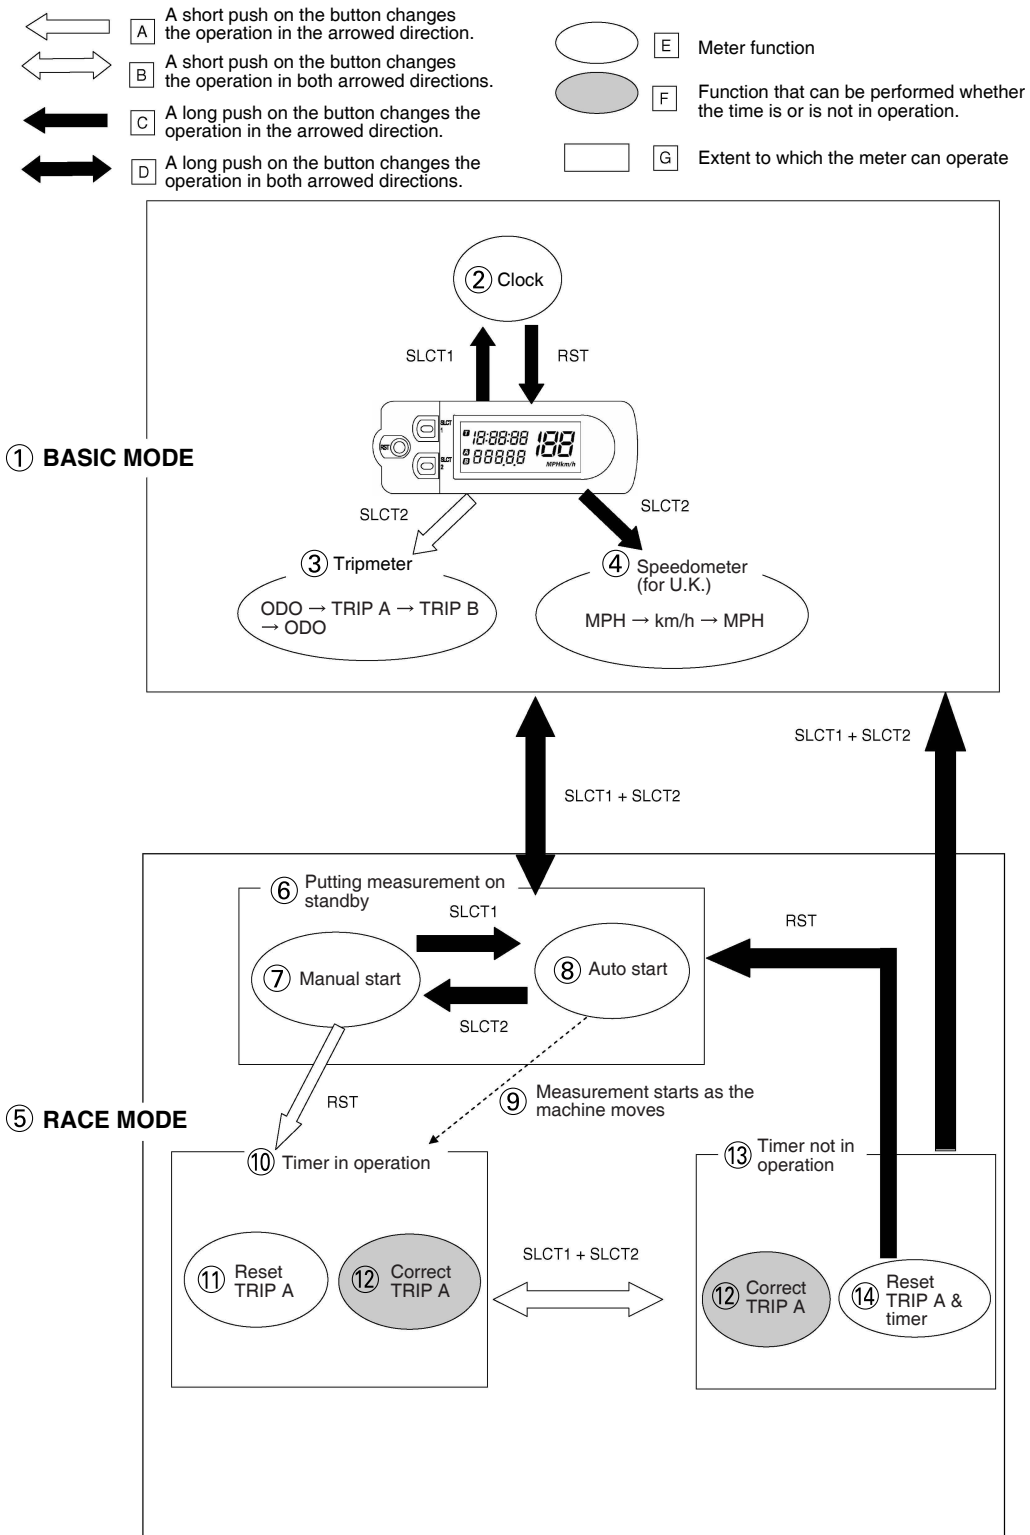 A A short push on the button changes
the operation in the arrowed direction.
B A short push on the button changes
the operation in both arrowed directions.
C A long push on the button changes the
operation in the arrowed direction.
D A long push on the button changes the
operation in both arrowed directions.
E Meter function
F Function that can be performed whether
the time is or is not in operation.
G Extent to which the meter can operate
② Clock
SLCT1
RST
① BASIC MODE
RST
SLCT
1
SLCT
2
T 18:88:88
188
A
B 88888
MPHkm/h
SLCT2
SLCT2
③ Tripmeter
ODO → TRIP A → TRIP B
→ ODO
④ Speedometer
(for U.K.)
MPH → km/h → MPH
SLCT1 + SLCT2
SLCT1 + SLCT2
⑤ RACE MODE
⑥ Putting measurement on
standby
SLCT1
⑦ Manual start
⑧ Auto start
SLCT2
RST
RST
⑨ Measurement starts as the
machine moves
⑩ Timer in operation
⑪ Reset
TRIP A
⑫ Correct
TRIP A
SLCT1 + SLCT2
⑬ Timer not in
operation
⑫ Correct
TRIP A
⑭ Reset
TRIP A &
timer